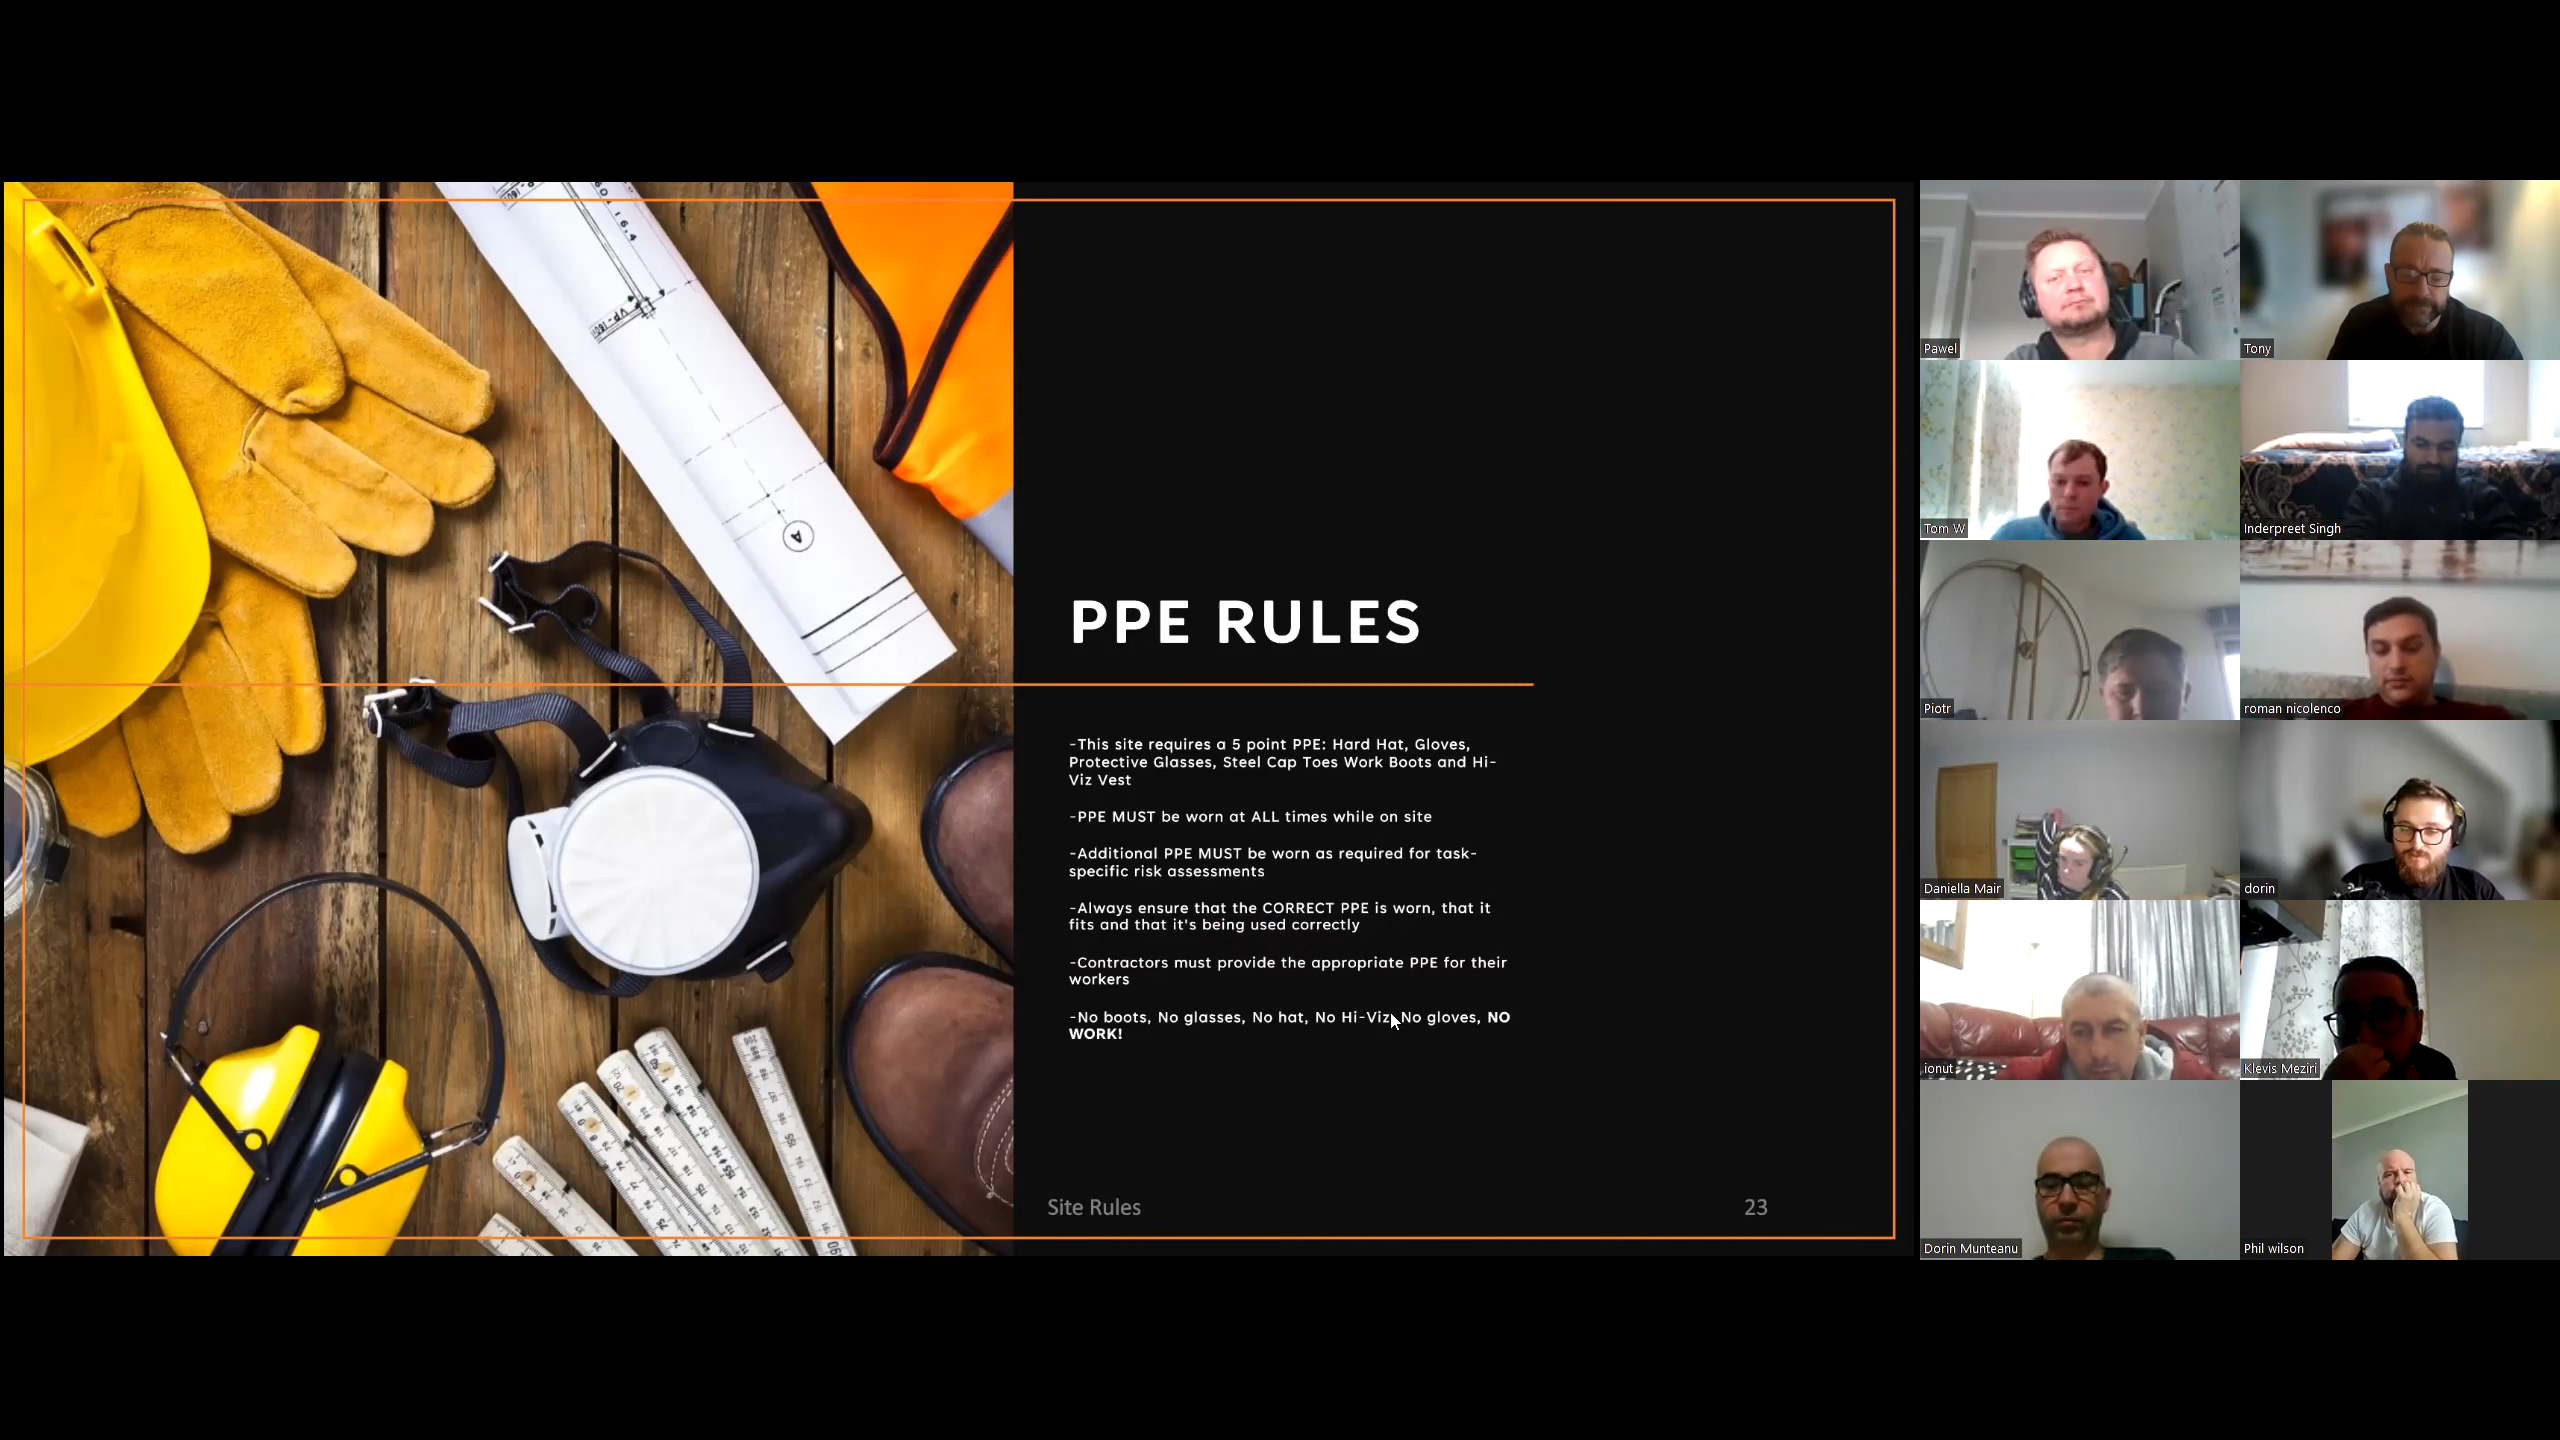 PPE RULES
-This site requires a 5 point PPE: Hard Hat, Gloves,
Protective Glasses, Steel Cap Toes Work Boots and Hi-
Viz Vest
-PPE MUST be worn at ALL times while on site
-Additional PPE MUST be worn as required for task-
specific risk assessments
-Always ensure that the CORRECT PPE is worn, that it
fits and that it's being used correctly
-Contractors must provide the appropriate PPE for their
workers
-No boots, No glasses, No hat, No Hi-Viz, No gloves, NO
WORK!
Site Rules
23
A
Pawel
Tony
Tom W
Inderpreet Singh
Piotr
roman nicolenco
Daniella Mair
dorin
ionut
Klevis Meziri
Dorin Munteanu
Phil wilson